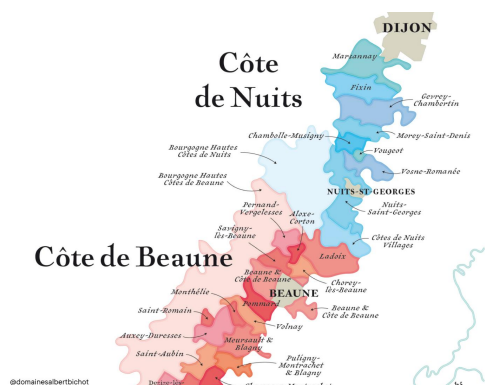 DIJON
Marsannay
Côte
de Nuits
Fixin
Gevrey-
Chambertin
Chambolle-Musigny
Morey-Saint-Denis
Vougeot
Bourgogne Hautes
Côtes de Nuits
Vosne-Romanée
Bourgogne Hautes
Côtes de Beaune
NUITS-ST-GEORGES
Nuits-
Saint-Georges
Pernand-
Vergelesses
Aloxe-
Corton
Savigny-
lès-Beaune
Côtes de Nuits
Villages
Côte de Beaune
Ladoix
Beaune &
Côte de Beaune
Chorey-
lès-Beaune
Monthélie
BEAUNE
Pommard
Saint-Romain
Beaune &
Côte de Beaune
Volnay
Auxey-Duresses
Meursault &
Blagny
Saint-Aubin
Puligny-
Montrachet
& Blagny
@domainesalbertbichot